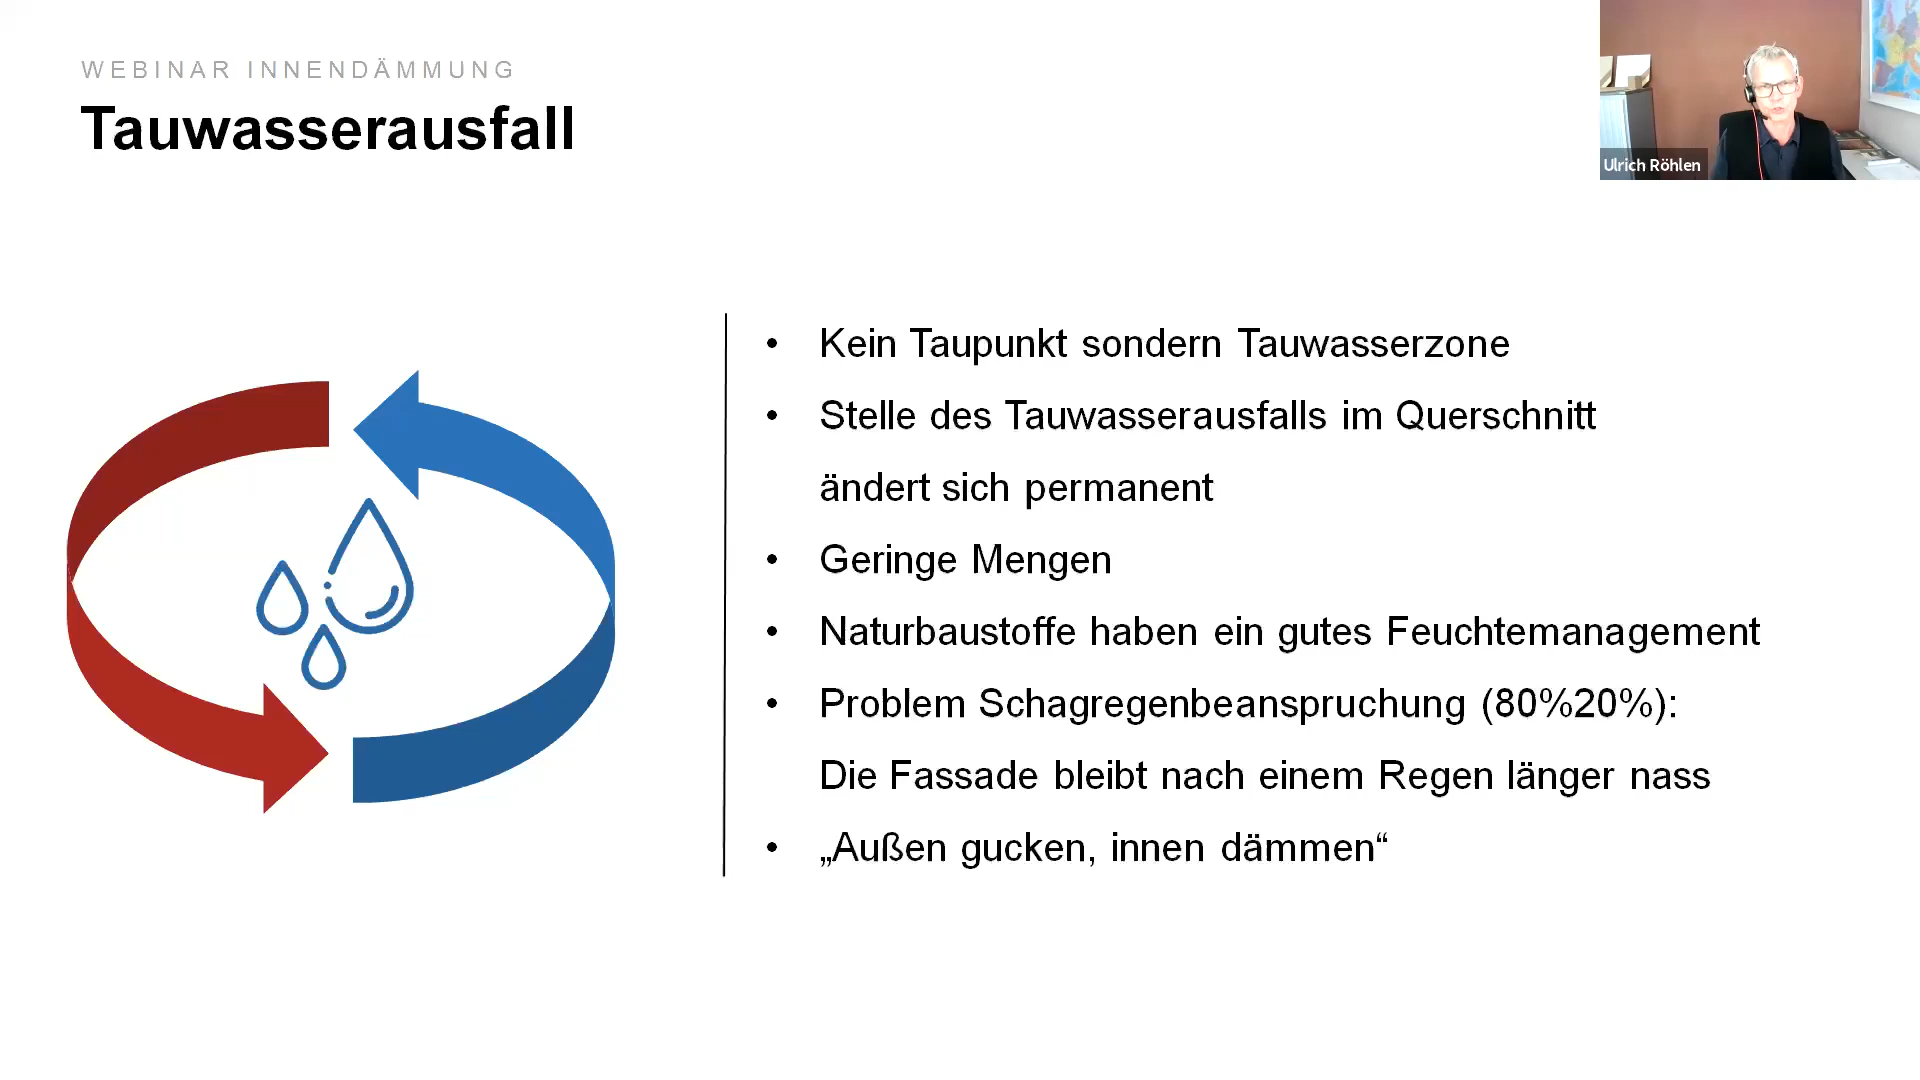 WEBINAR INNENDÄMMUNG
Tauwasserausfall
Ulrich Röhlen
• Kein Taupunkt sondern Tauwasserzone
• Stelle des Tauwasserausfalls im Querschnitt
ändert sich permanent
• Geringe Mengen
• Naturbaustoffe haben ein gutes Feuchtemanagement
• Problem Schagregenbeanspruchung (80%20%):
Die Fassade bleibt nach einem Regen länger nass
• „Außen gucken, innen dämmen“